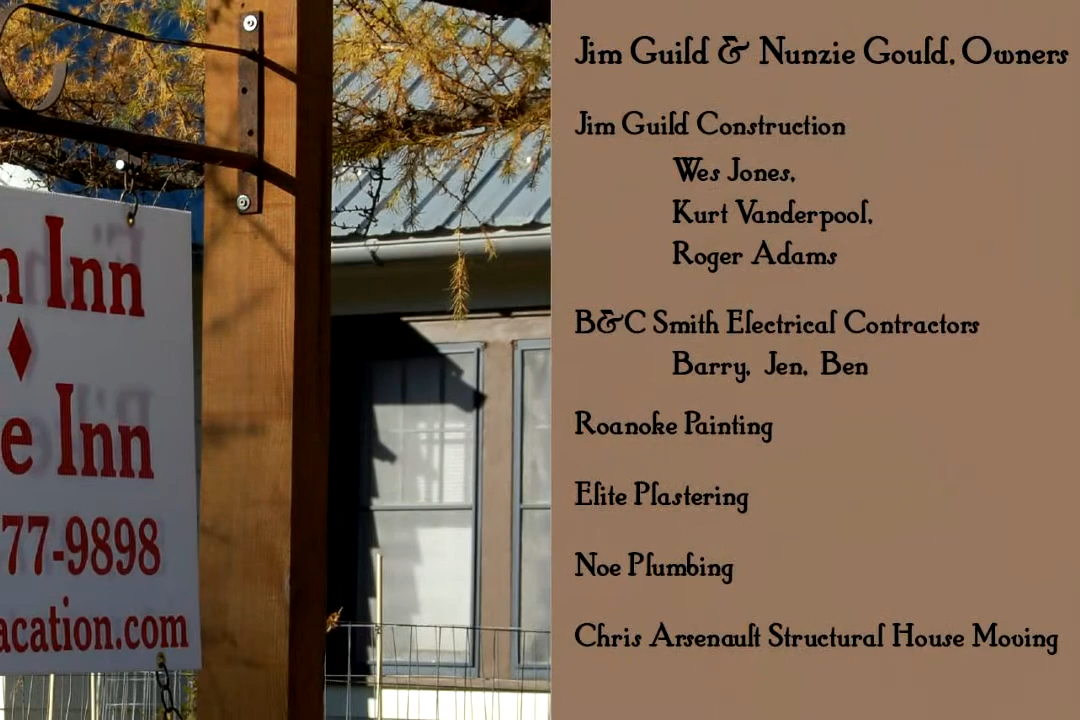 Inn
Inn
77-9898
acation.com
Jim Guild & Nunzie Gould, Owners
Jim Guild Construction
Wes Jones,
Kurt Vanderpool,
Roger Adams
B&C Smith Electrical Contractors
Barry, Jen, Ben
Roanoke Painting
Elite Plastering
Noe Plumbing
Chris Arsenault Structural House Moving